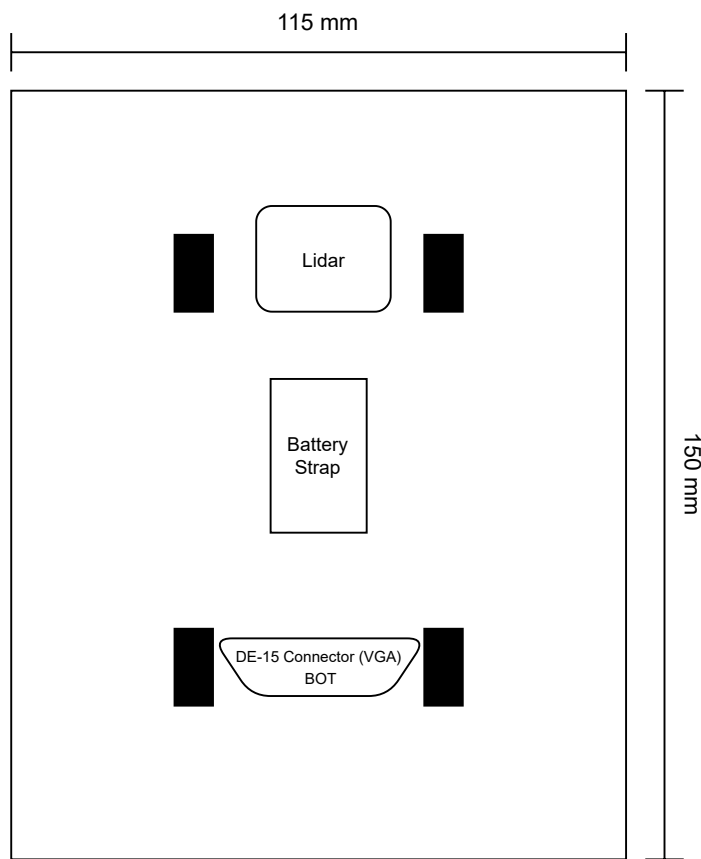 115 mm
Lidar
Battery
Strap
150 mm
DE-15 Connector (VGA)
BOT